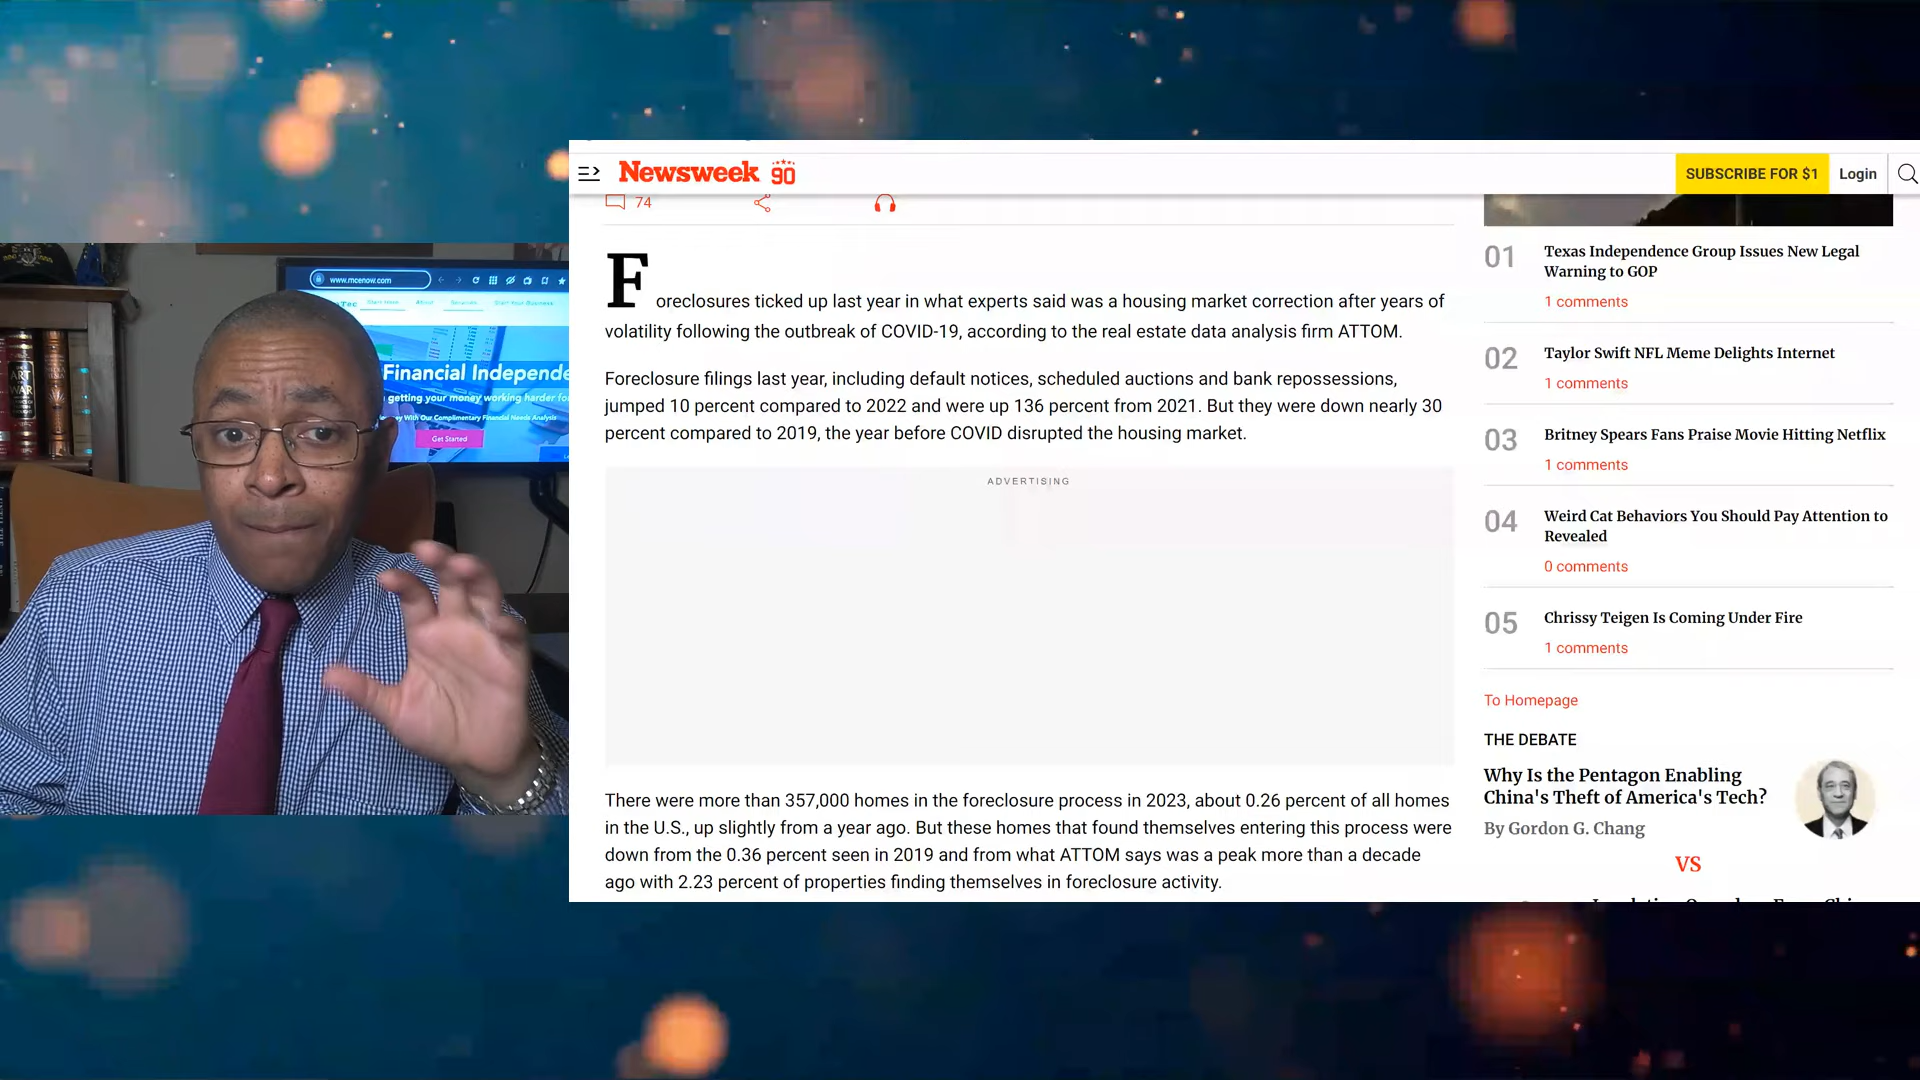 www.mcenow.com
Financial Independe
getting your money working harder fo
ey With Our Complimentary Financial Needs Analysis
Get Started
ART
WAR
Newsweek 90
SUBSCRIBE FOR $1
Login
74
Foreclosures ticked up last year in what experts said was a housing market correction after years of
volatility following the outbreak of COVID-19, according to the real estate data analysis firm ATTOM.
Foreclosure filings last year, including default notices, scheduled auctions and bank repossessions,
jumped 10 percent compared to 2022 and were up 136 percent from 2021. But they were down nearly 30
percent compared to 2019, the year before COVID disrupted the housing market.
ADVERTISING
There were more than 357,000 homes in the foreclosure process in 2023, about 0.26 percent of all homes
in the U.S., up slightly from a year ago. But these homes that found themselves entering this process were
down from the 0.36 percent seen in 2019 and from what ATTOM says was a peak more than a decade
ago with 2.23 percent of properties finding themselves in foreclosure activity.
01
Texas Independence Group Issues New Legal
Warning to GOP
1 comments
02
Taylor Swift NFL Meme Delights Internet
1 comments
03
Britney Spears Fans Praise Movie Hitting Netflix
1 comments
04
Weird Cat Behaviors You Should Pay Attention to
Revealed
0 comments
05
Chrissy Teigen Is Coming Under Fire
1 comments
To Homepage
THE DEBATE
Why Is the Pentagon Enabling
China's Theft of America's Tech?
By Gordon G. Chang
VS